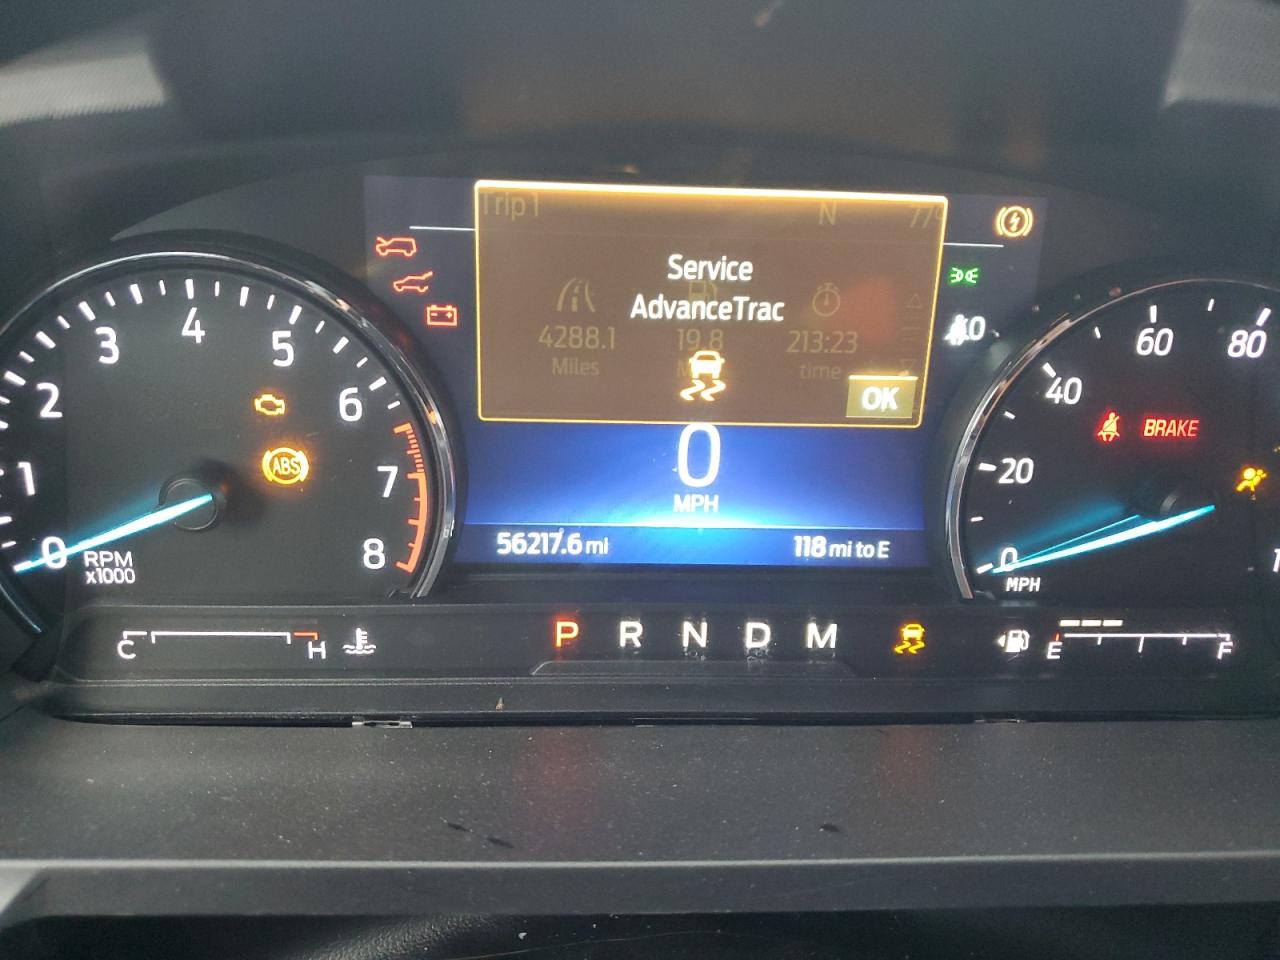 Trip1 N 77°
Service
AdvanceTrac
4288.1 19.8 213:23
Miles time
OK
0
MPH
56217.6 mi 118 mi to E
0 1 2 3 4 5 6 7 8
RPM
x1000
ABS
0 20 40 60 80
MPH
BRAKE
C H
P R N D M
E F